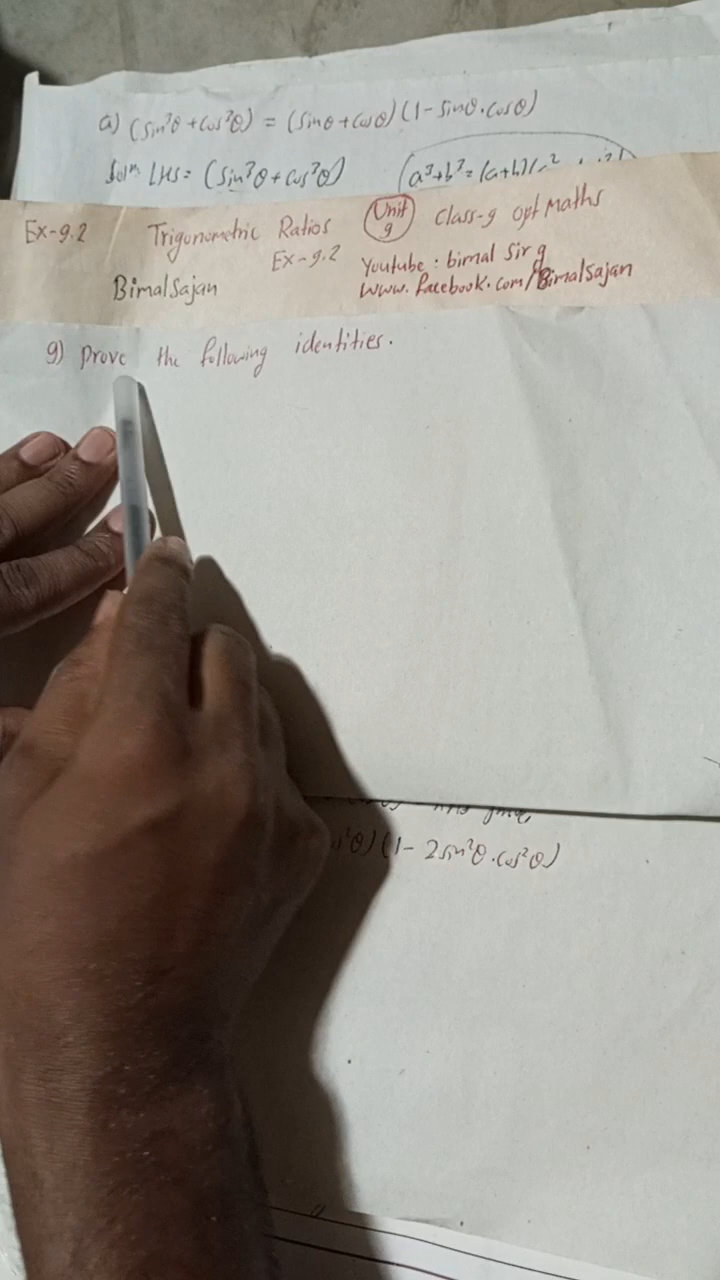 a) (sin³θ + cos³θ) = (sinθ + cosθ) (1 - sinθ.cosθ)
Solⁿ. LHS = (sin³θ + cos³θ) (a³+b³ = (a+b)(
Ex-9.2 Trigonometric Ratios Unit 9 Class-9 opt maths
Ex-9.2 Youtube : bimal Sir g
BimalSajan www.facebook.com/BimalSajan
9) prove the following identities.
θ) (1 - 2sin²θ.cos²θ)